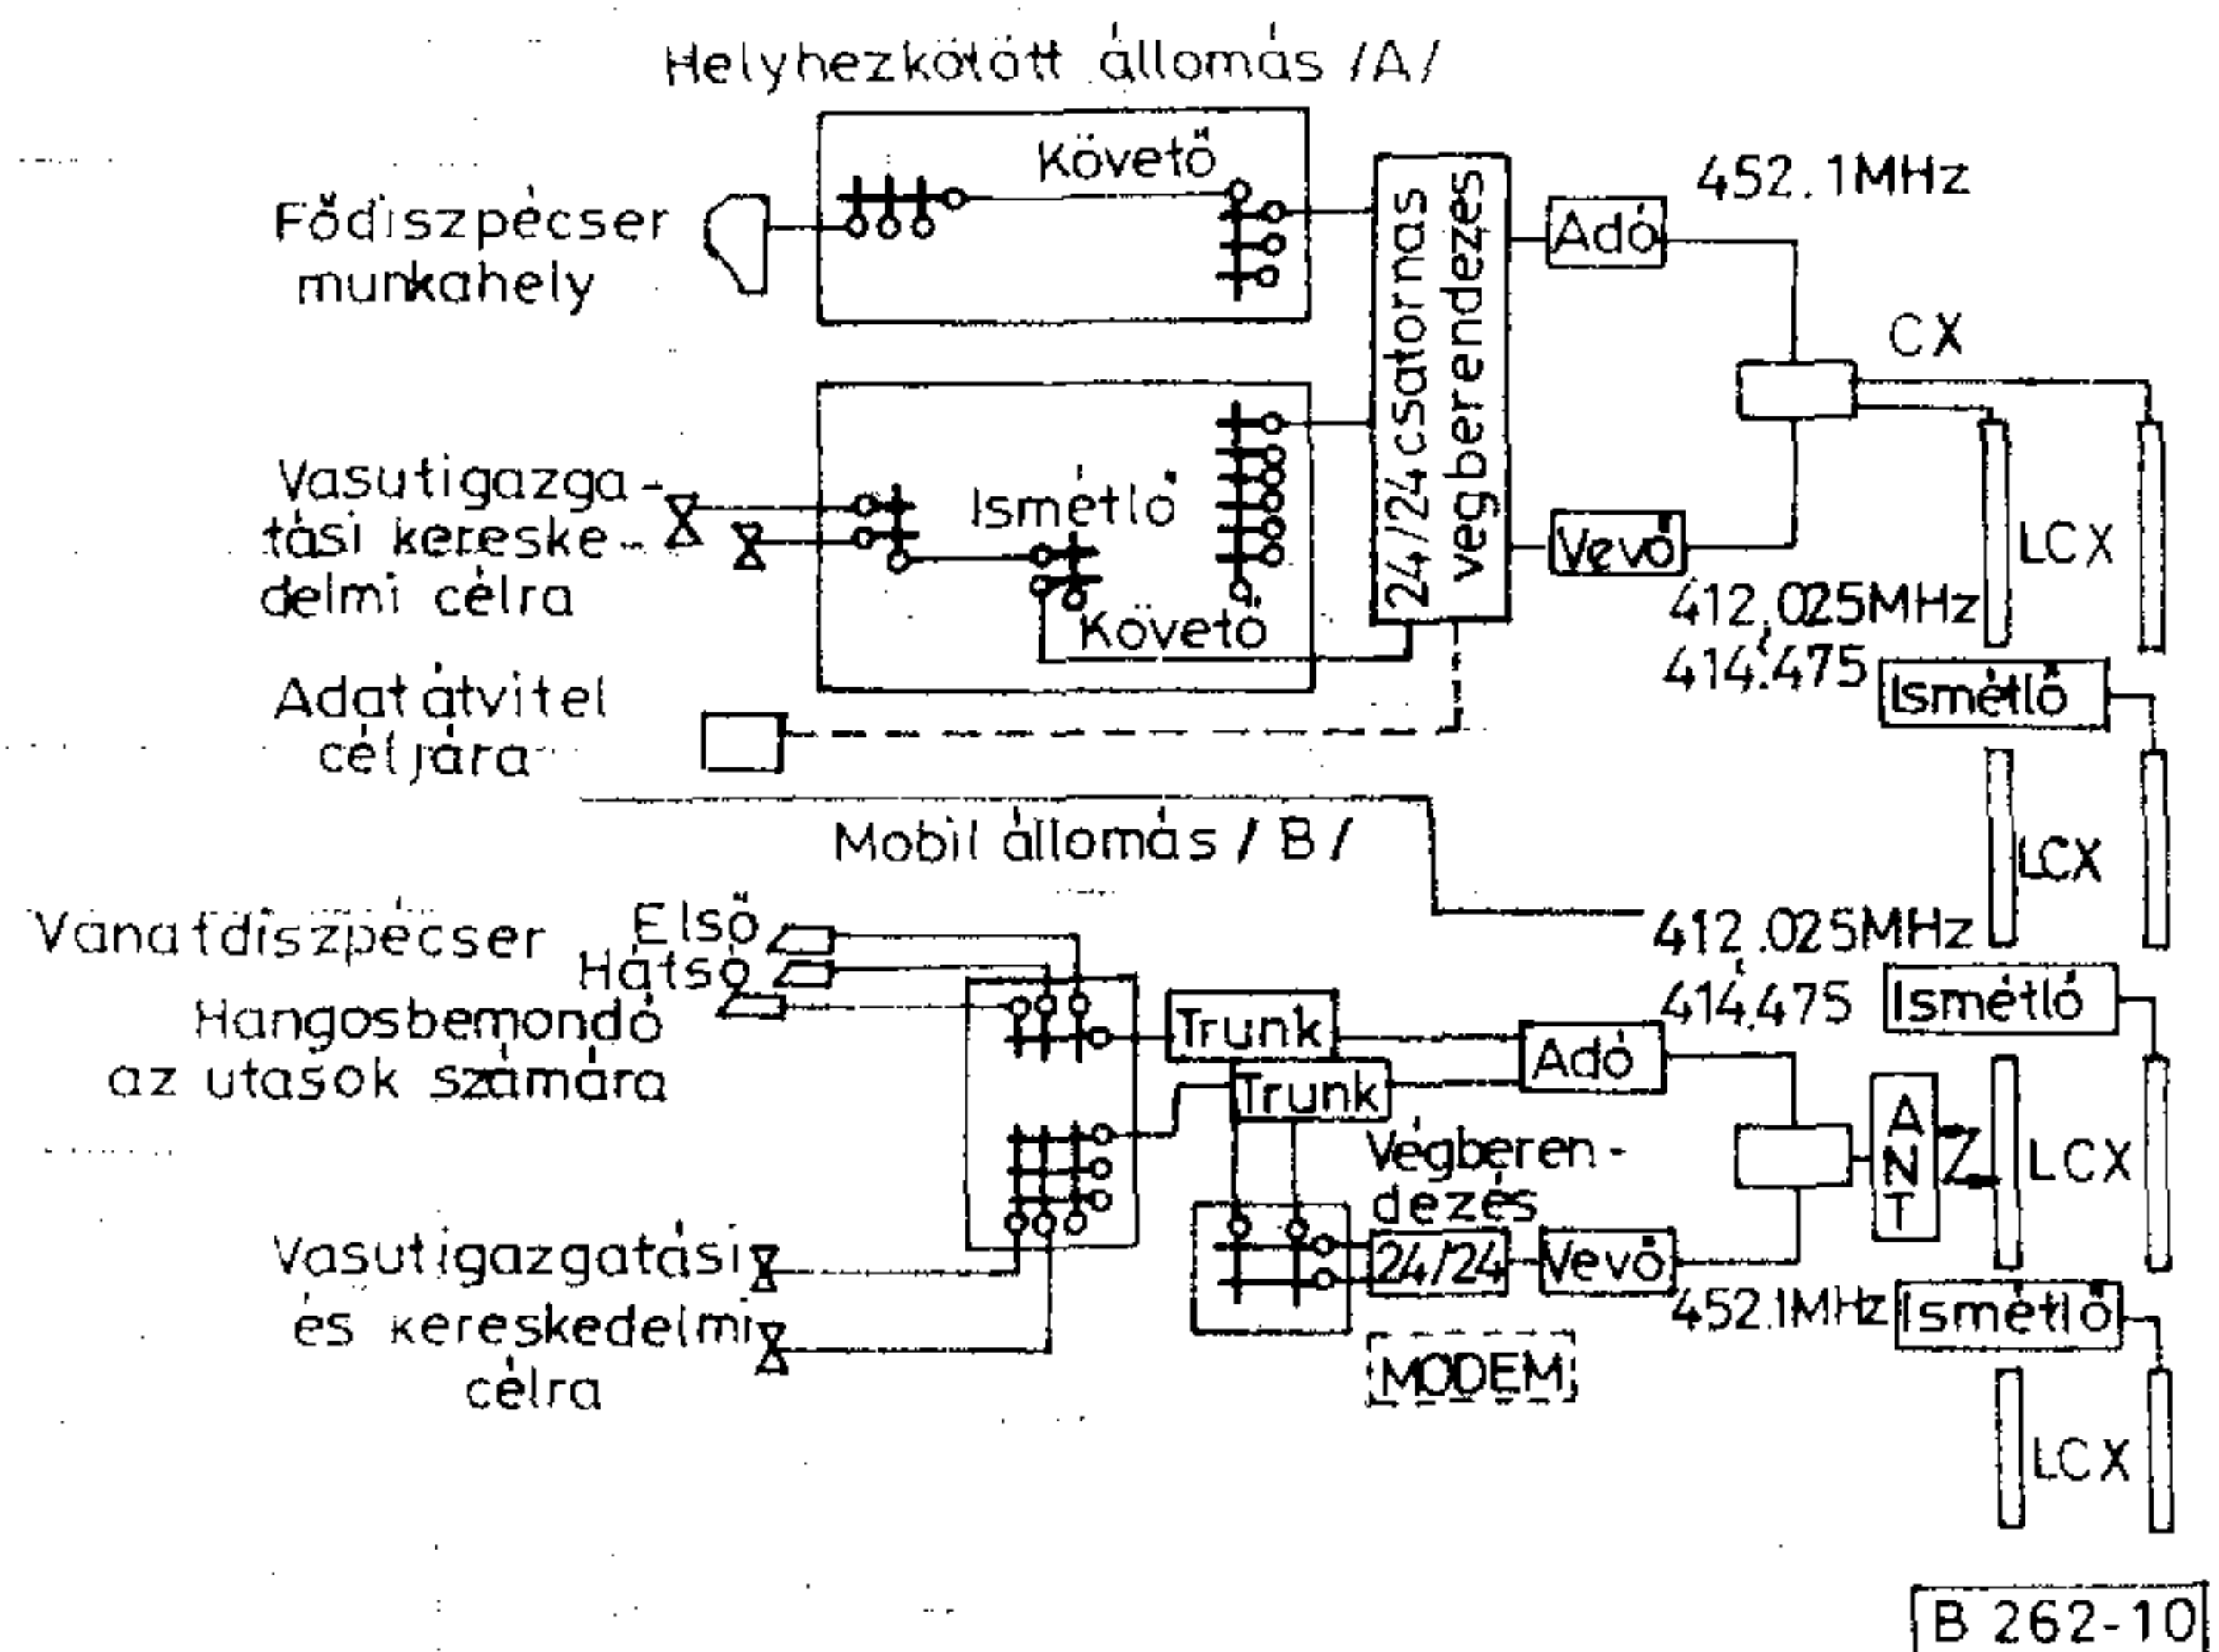 Helyhezkötött állomás /A/
Követő
452.1MHz
Fődiszpécser
munkahely
Adó
24/24 csatornás
végberendezés
CX
Vasutigazga-
tási kereske-
delmi célra
Ismétlő
Követő
Vevő
LCX
412.025MHz
414.475
Ismétlő
Adatátvitel
céljára
Mobil állomás /B/
LCX
Vonatdiszpécser
Első
Hátsó
412.025MHz
414.475
Ismétlő
Hangosbemondó
az utasok számára
Trunk
Trunk
Adó
ANT
LCX
Végberen-
dezés
Vasutigazgatási
és kereskedelmi
célra
24/24
Vevő
452.1MHz
Ismétlő
MODEM
LCX
B 262-10